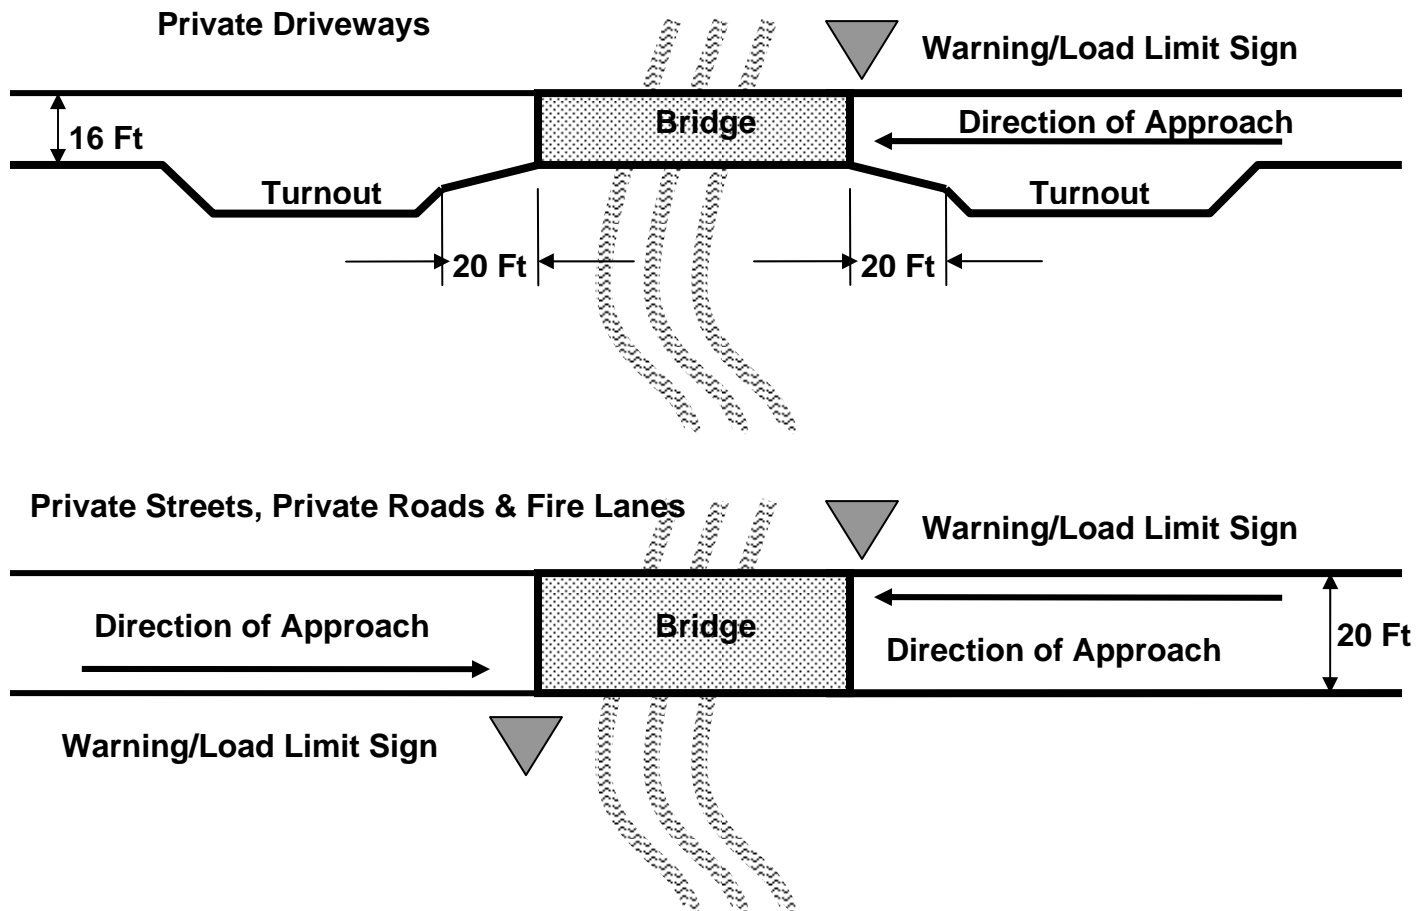 Private Driveways
Warning/Load Limit Sign
16 Ft
Bridge
Direction of Approach
Turnout
Turnout
20 Ft
20 Ft
Private Streets, Private Roads & Fire Lanes
Warning/Load Limit Sign
Direction of Approach
Bridge
Direction of Approach
20 Ft
Warning/Load Limit Sign